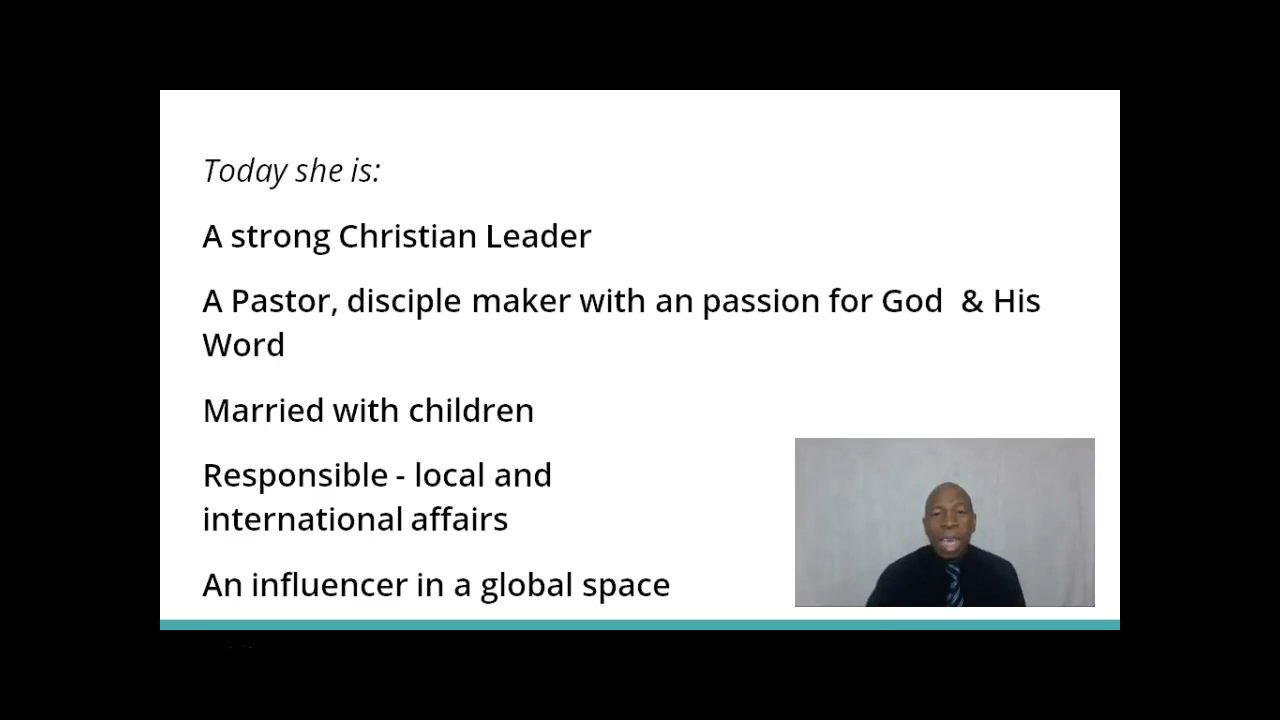 Today she is:
A strong Christian Leader
A Pastor, disciple maker with an passion for God & His
Word
Married with children
Responsible - local and
international affairs
An influencer in a global space